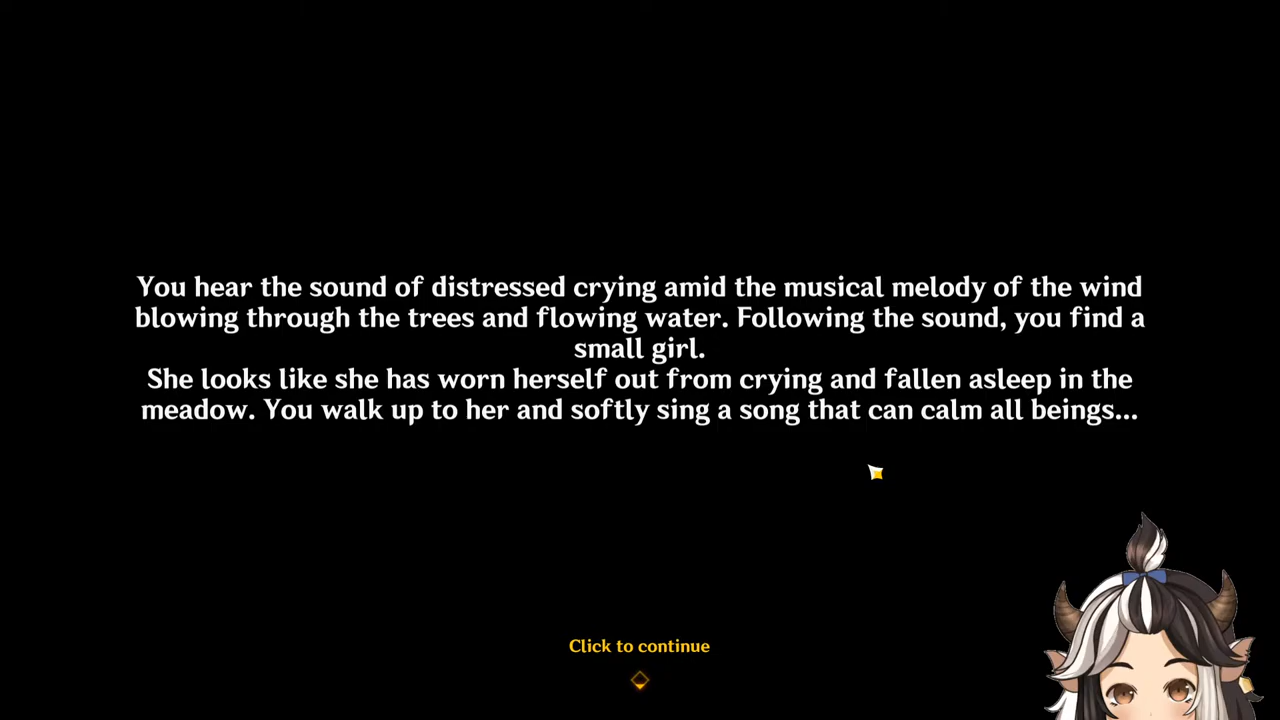 You hear the sound of distressed crying amid the musical melody of the wind
blowing through the trees and flowing water. Following the sound, you find a
small girl.
She looks like she has worn herself out from crying and fallen asleep in the
meadow. You walk up to her and softly sing a song that can calm all beings...
Click to continue